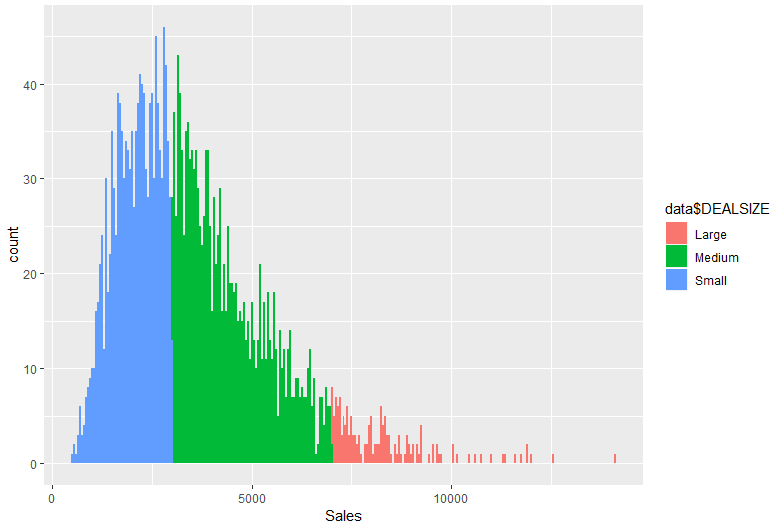 40
30
20
10
0
count
0
5000
10000
Sales
data$DEALSIZE
Large
Medium
Small